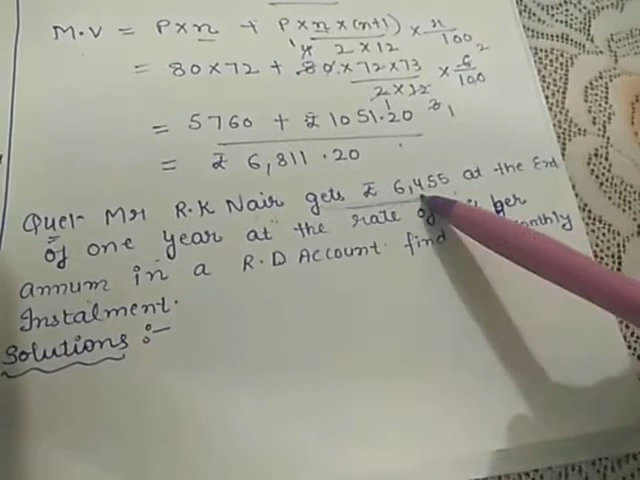 M.V = P×n + P×n×(n+1) × r/100
2×12
= 80×72 + 80×72×73 × 6/100
2×12
= 5760 + ₹ 1051.20
= ₹ 6,811.20
Que1- Mr R.K Nair gets ₹ 6,455 at the End
of one year at the rate of per
annum in a R.D Account. find
Instalment.
Solutions :-